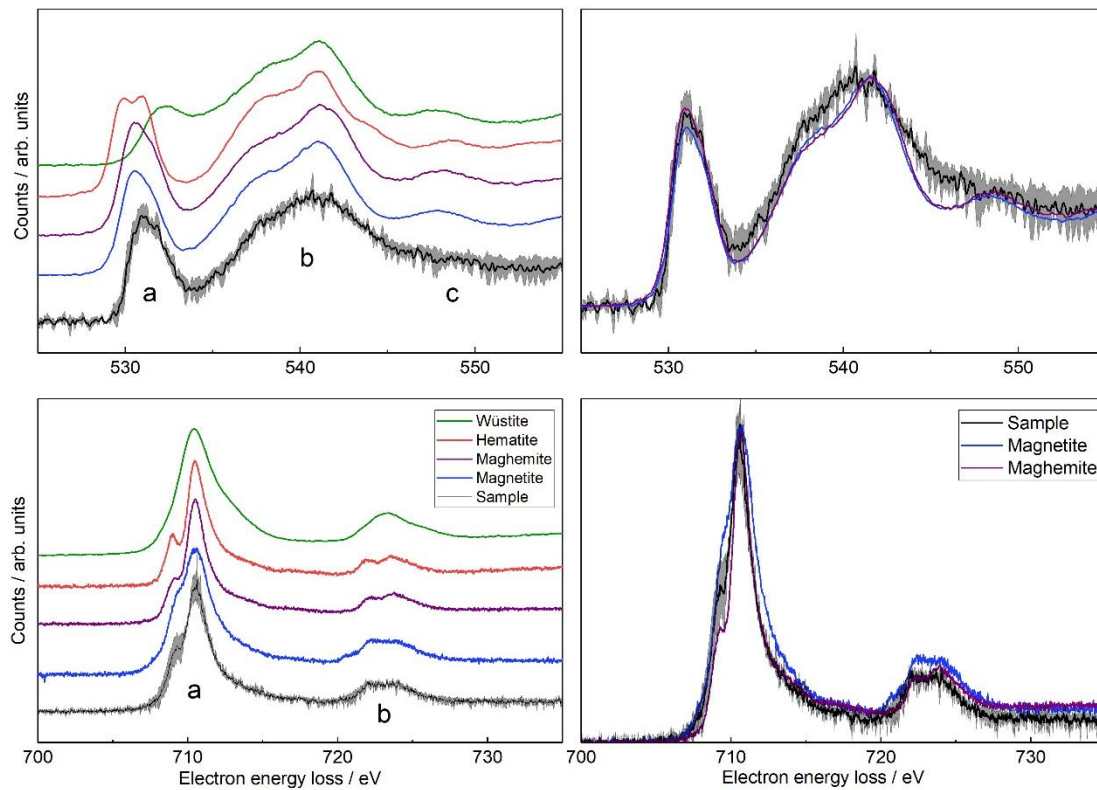 Counts / arb. units
a
b
c
530 540 550
530 540 550
Counts / arb. units
Wüstite
Hematite
Maghemite
Magnetite
Sample
a
b
700 710 720 730
Electron energy loss / eV
Sample
Magnetite
Maghemite
710 720 730
Electron energy loss / eV